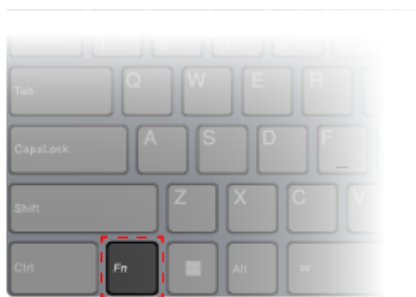 Tab Q W E R
CapsLock A S D F
Shift Z X C V
Ctrl Fn Alt